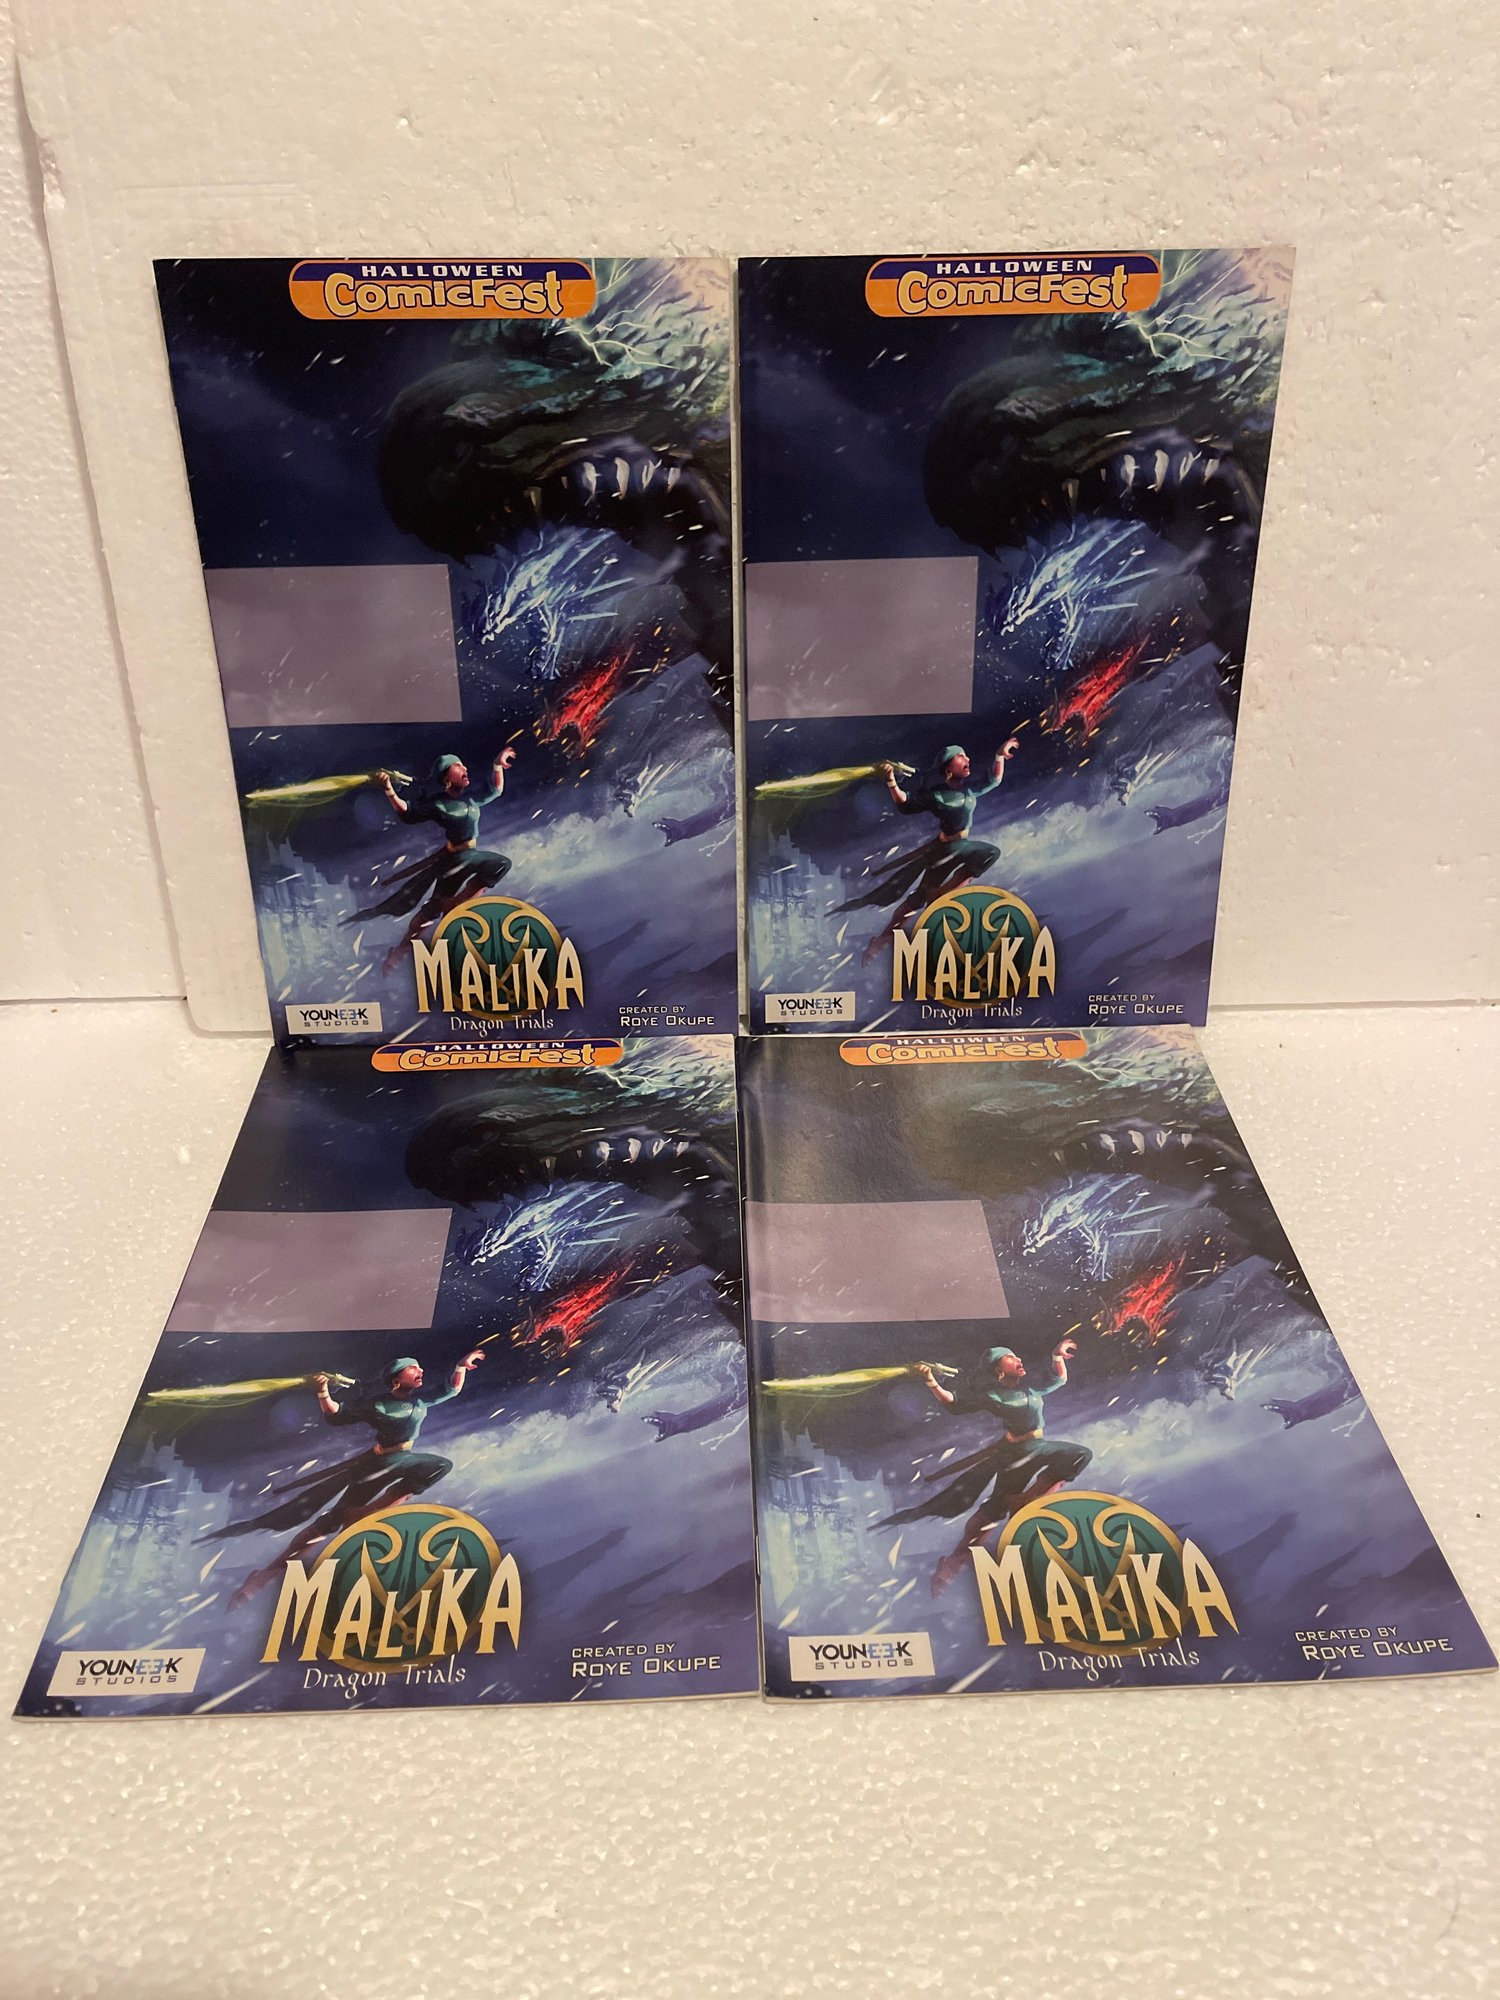 HALLOWEEN
ComicFest
MALIKA
Dragon Trials
YOUNEEK
STUDIOS
CREATED BY
ROYE OKUPE
HALLOWEEN
ComicFest
MALIKA
Dragon Trials
YOUNEEK
STUDIOS
CREATED BY
ROYE OKUPE
HALLOWEEN
ComicFest
MALIKA
Dragon Trials
YOUNEEK
STUDIOS
CREATED BY
ROYE OKUPE
HALLOWEEN
ComicFest
MALIKA
Dragon Trials
YOUNEEK
STUDIOS
CREATED BY
ROYE OKUPE